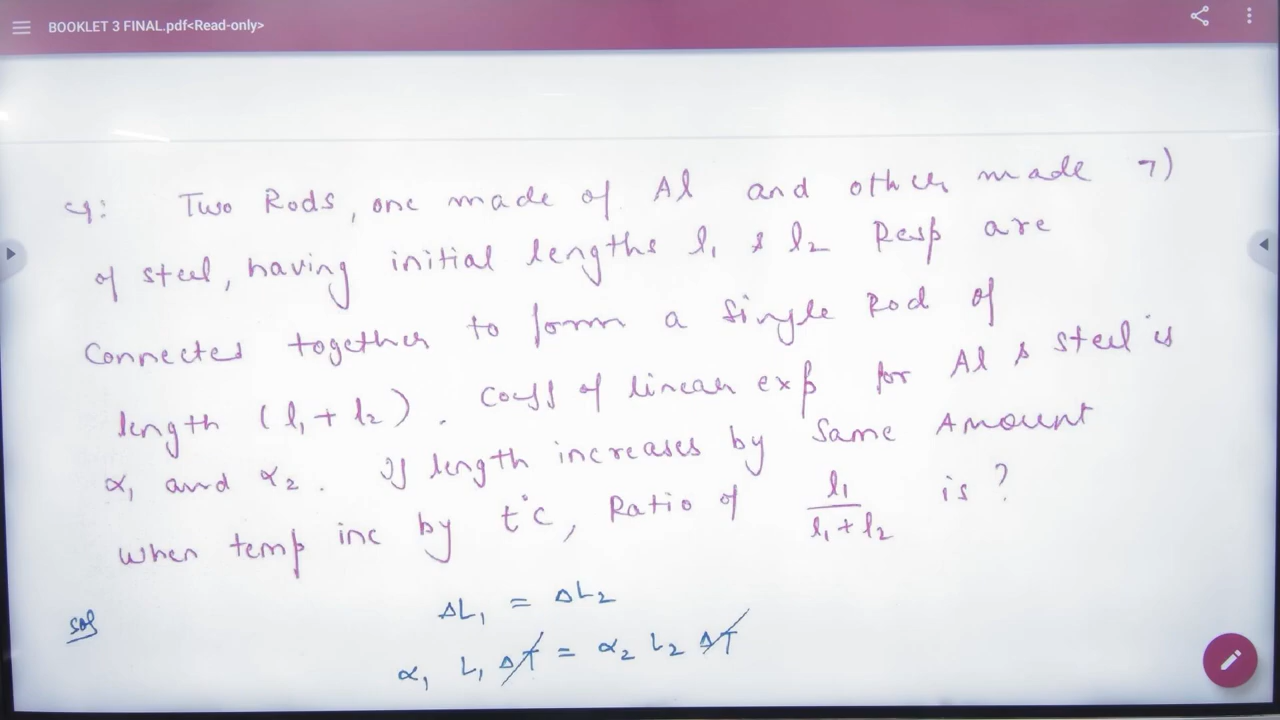 BOOKLET 3 FINAL.pdf<Read-only>
Q: Two Rods, one made of Al and other made 7)
of steel, having initial lengths l₁ & l₂ Resp are
Connected together to form a single Rod of
length (l₁ + l₂). Coeff of linear exp for Al & steel is
α₁ and α₂. If length increases by same Amount
when temp inc by t°C, Ratio of l₁/(l₁ + l₂) is?
Sol ΔL₁ = ΔL₂
α₁ L₁ ΔT = α₂ L₂ ΔT